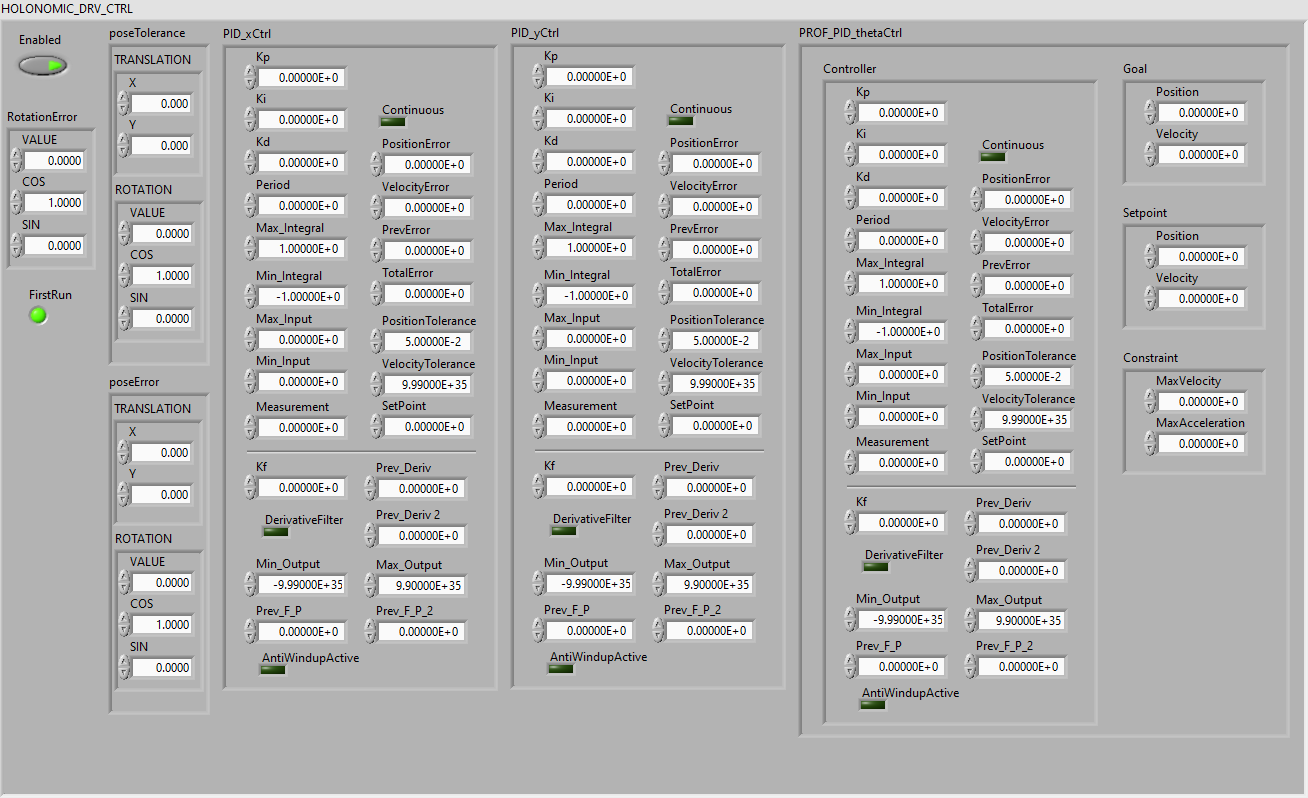 HOLONOMIC_DRV_CTRL
Enabled
RotationError
VALUE
0.0000
COS
1.0000
SIN
0.0000
FirstRun
poseTolerance
TRANSLATION
X
0.000
Y
0.000
ROTATION
VALUE
0.0000
COS
1.0000
SIN
0.0000
poseError
TRANSLATION
X
0.000
Y
0.000
ROTATION
VALUE
0.0000
COS
1.0000
SIN
0.0000
PID_xCtrl
Kp
0.00000E+0
Ki
0.00000E+0
Kd
0.00000E+0
Period
0.00000E+0
Max_Integral
1.00000E+0
Min_Integral
-1.00000E+0
Max_Input
0.00000E+0
Min_Input
0.00000E+0
Measurement
0.00000E+0
Continuous
PositionError
0.00000E+0
VelocityError
0.00000E+0
PrevError
0.00000E+0
TotalError
0.00000E+0
PositionTolerance
5.00000E-2
VelocityTolerance
9.99000E+35
SetPoint
0.00000E+0
Kf
0.00000E+0
Prev_Deriv
0.00000E+0
DerivativeFilter
Prev_Deriv 2
0.00000E+0
Min_Output
-9.99000E+35
Max_Output
9.90000E+35
Prev_F_P
0.00000E+0
Prev_F_P_2
0.00000E+0
AntiWindupActive
PID_yCtrl
Kp
0.00000E+0
Ki
0.00000E+0
Kd
0.00000E+0
Period
0.00000E+0
Max_Integral
1.00000E+0
Min_Integral
-1.00000E+0
Max_Input
0.00000E+0
Min_Input
0.00000E+0
Measurement
0.00000E+0
Continuous
PositionError
0.00000E+0
VelocityError
0.00000E+0
PrevError
0.00000E+0
TotalError
0.00000E+0
PositionTolerance
5.00000E-2
VelocityTolerance
9.99000E+35
SetPoint
0.00000E+0
Kf
0.00000E+0
Prev_Deriv
0.00000E+0
DerivativeFilter
Prev_Deriv 2
0.00000E+0
Min_Output
-9.99000E+35
Max_Output
9.90000E+35
Prev_F_P
0.00000E+0
Prev_F_P_2
0.00000E+0
AntiWindupActive
PROF_PID_thetaCtrl
Controller
Kp
0.00000E+0
Ki
0.00000E+0
Kd
0.00000E+0
Period
0.00000E+0
Max_Integral
1.00000E+0
Min_Integral
-1.00000E+0
Max_Input
0.00000E+0
Min_Input
0.00000E+0
Measurement
0.00000E+0
Continuous
PositionError
0.00000E+0
VelocityError
0.00000E+0
PrevError
0.00000E+0
TotalError
0.00000E+0
PositionTolerance
5.00000E-2
VelocityTolerance
9.99000E+35
SetPoint
0.00000E+0
Kf
0.00000E+0
Prev_Deriv
0.00000E+0
DerivativeFilter
Prev_Deriv 2
0.00000E+0
Min_Output
-9.99000E+35
Max_Output
9.90000E+35
Prev_F_P
0.00000E+0
Prev_F_P_2
0.00000E+0
AntiWindupActive
Goal
Position
0.00000E+0
Velocity
0.00000E+0
Setpoint
Position
0.00000E+0
Velocity
0.00000E+0
Constraint
MaxVelocity
0.00000E+0
MaxAcceleration
0.00000E+0